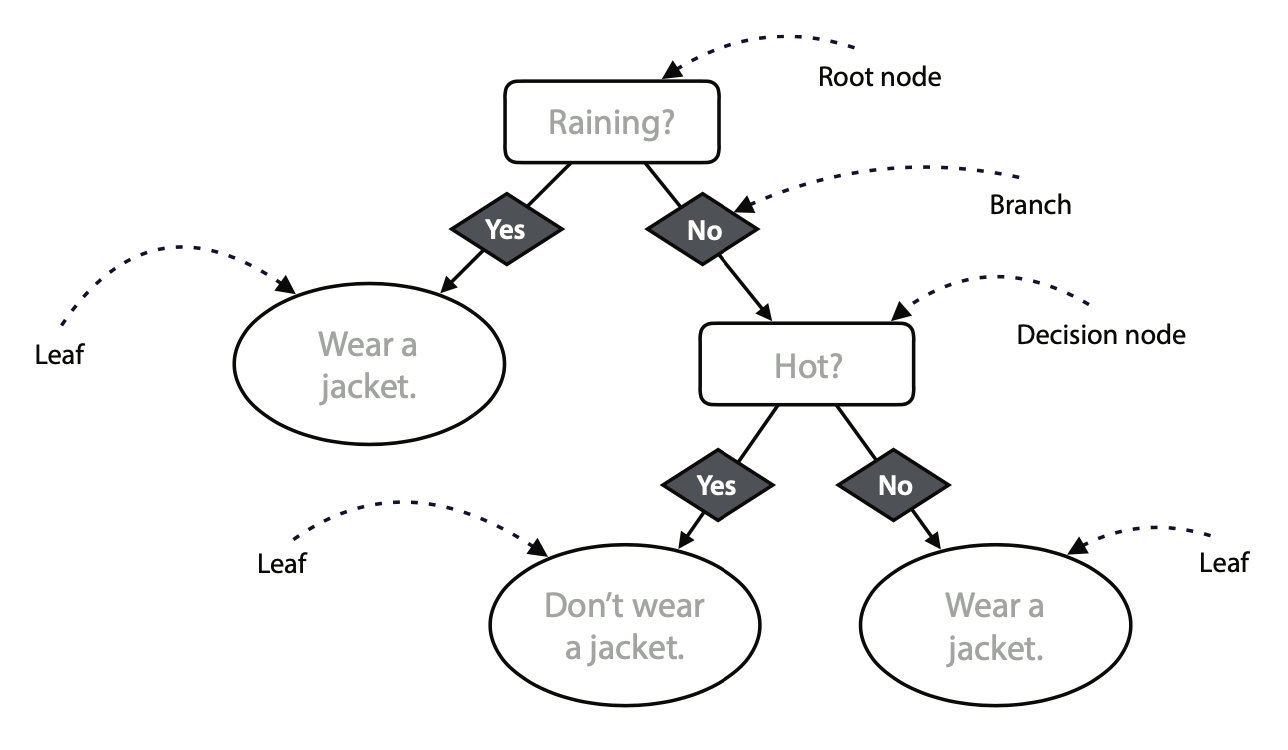 Root node
Raining?
Branch
Yes
No
Decision node
Leaf
Wear a
jacket.
Hot?
Yes
No
Leaf
Leaf
Don't wear
a jacket.
Wear a
jacket.